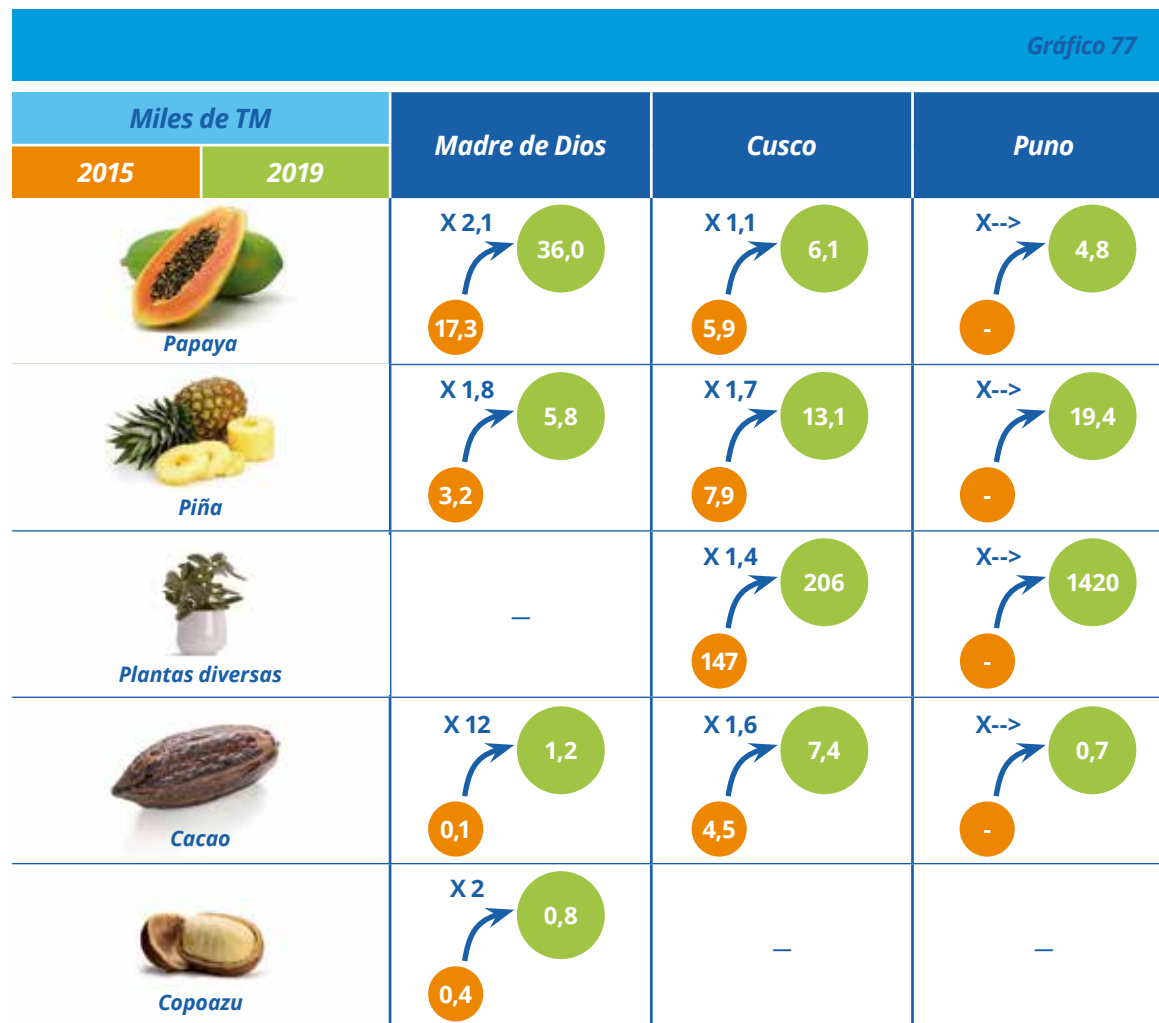 Gráfico 77
Miles de TM
2015 2019
Madre de Dios Cusco Puno
Papaya
X 2,1 36,0
17,3
X 1,1 6,1
5,9
X--> 4,8
-
Piña
X 1,8 5,8
3,2
X 1,7 13,1
7,9
X--> 19,4
-
Plantas diversas
—
X 1,4 206
147
X--> 1420
-
Cacao
X 12 1,2
0,1
X 1,6 7,4
4,5
X--> 0,7
-
Copoazu
X 2 0,8
0,4
—
—